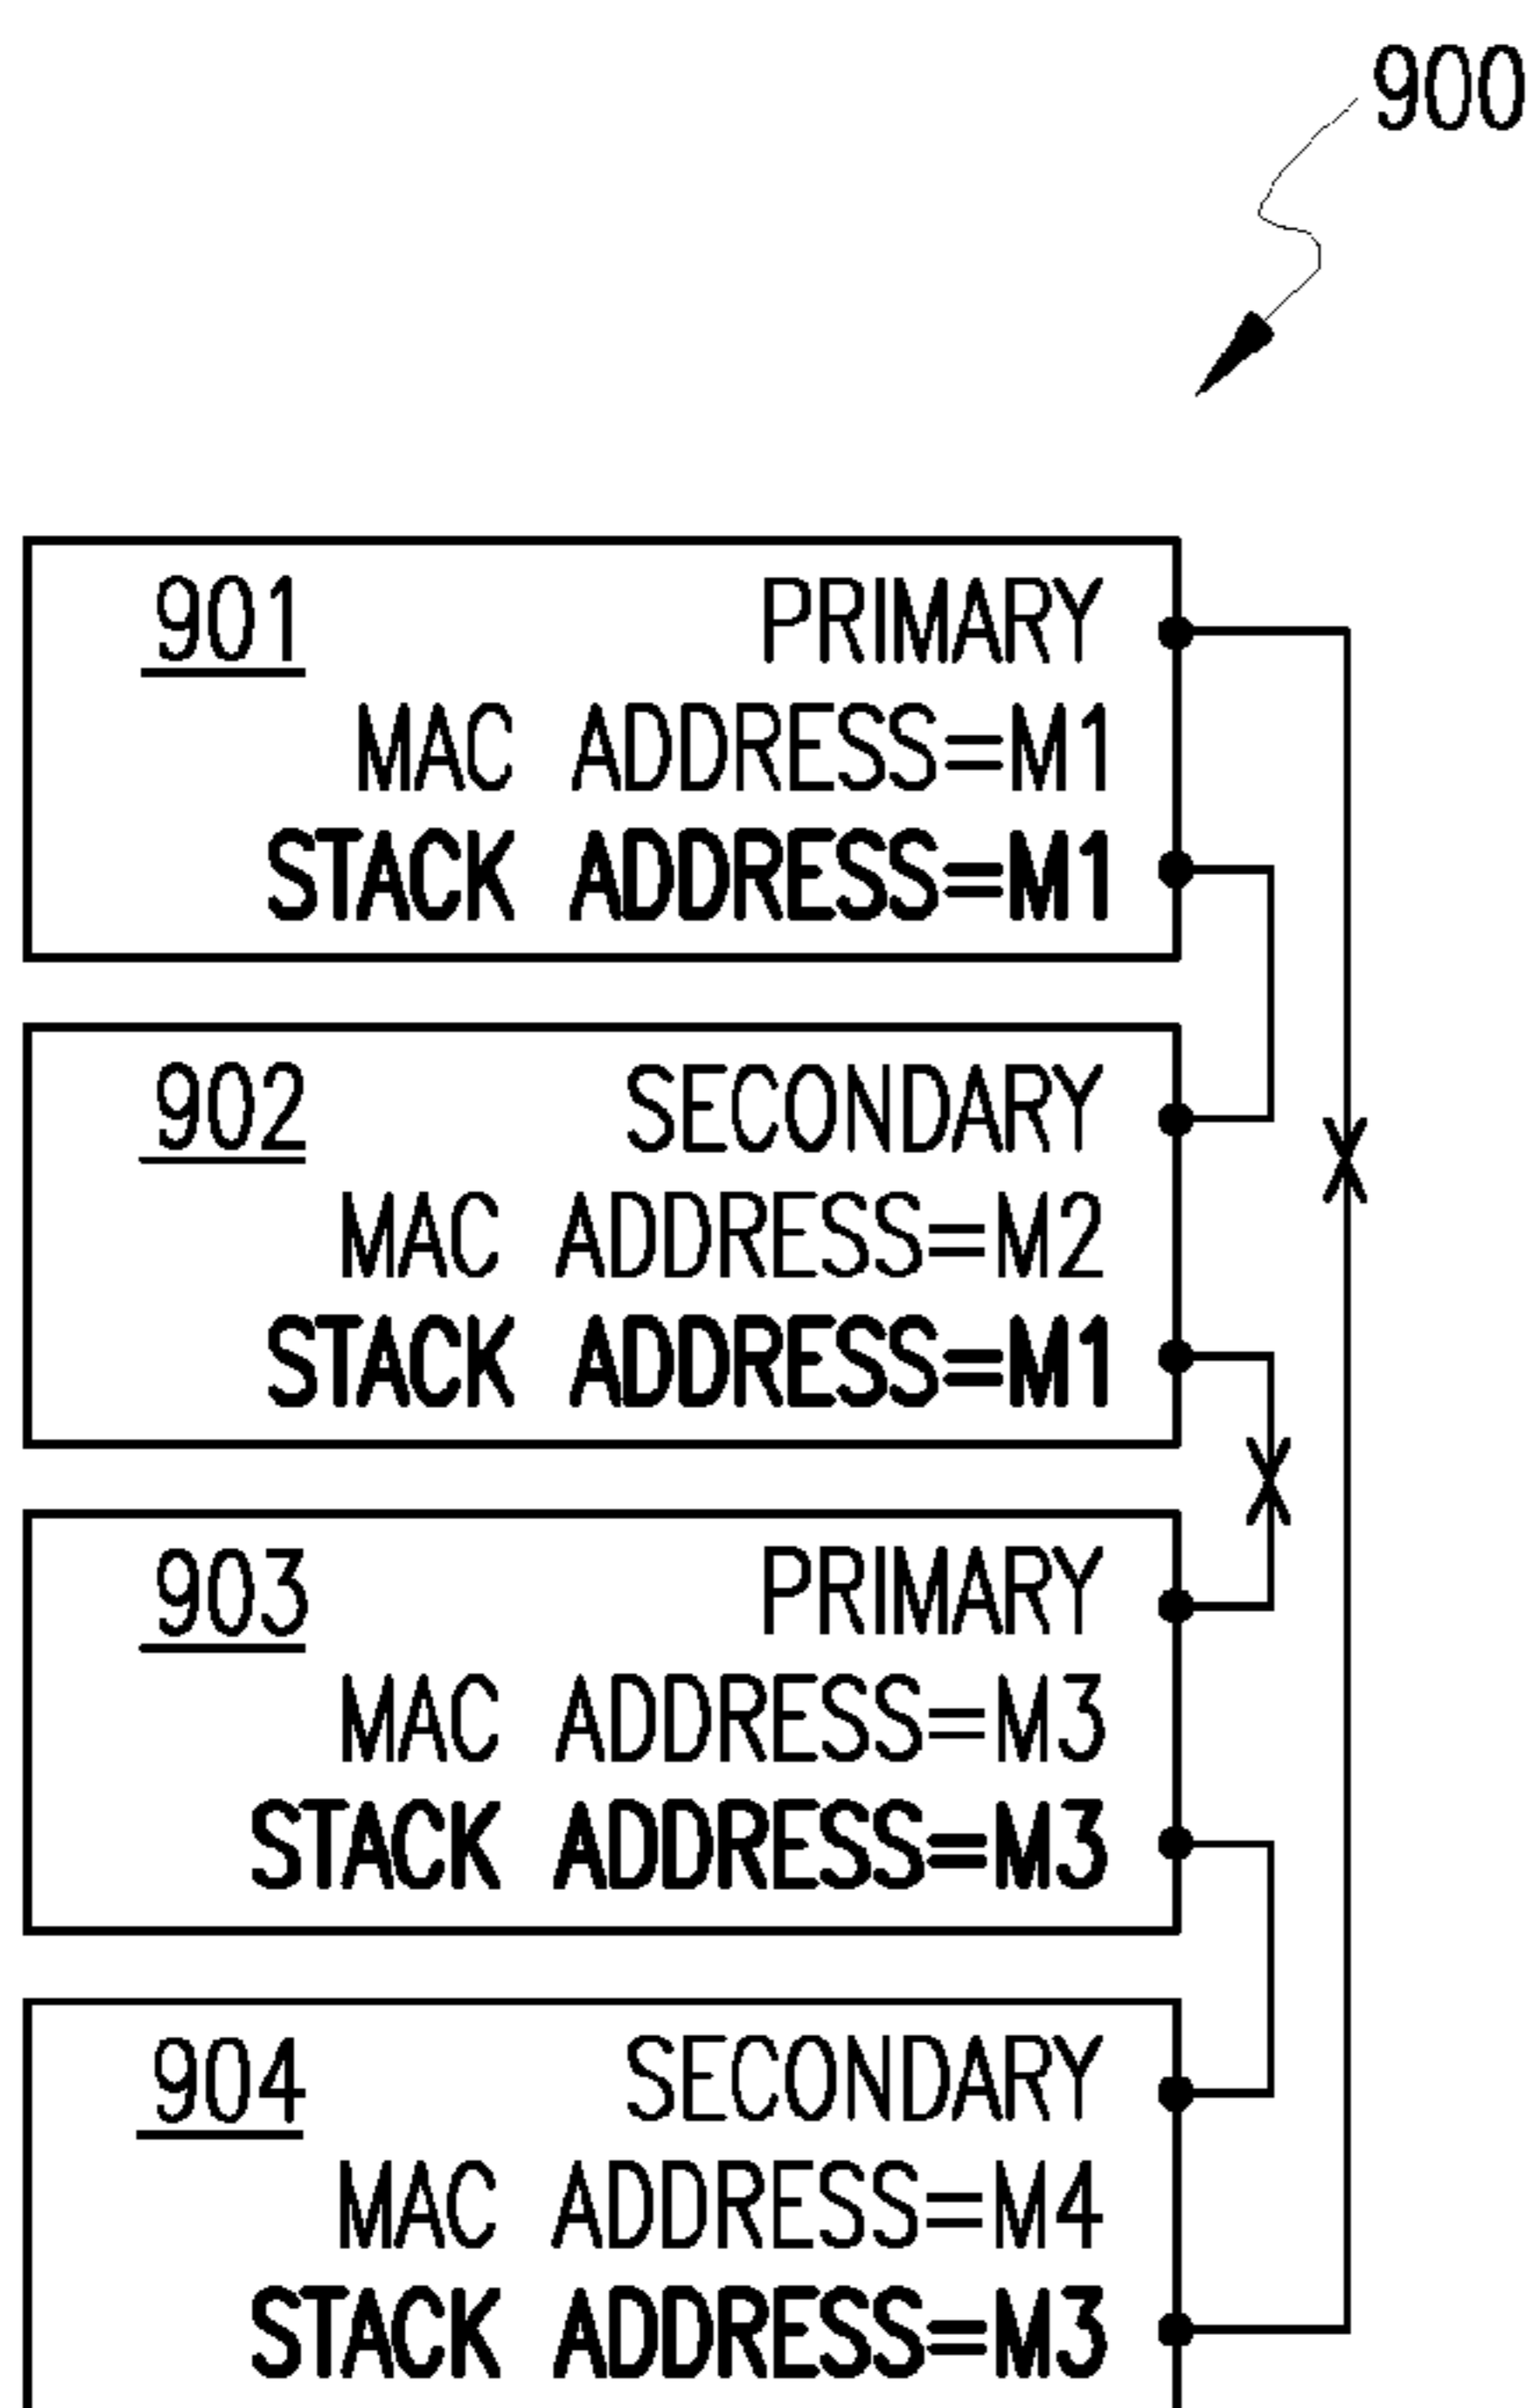 900
901 PRIMARY
MAC ADDRESS=M1
STACK ADDRESS=M1
902 SECONDARY
MAC ADDRESS=M2
STACK ADDRESS=M1
903 PRIMARY
MAC ADDRESS=M3
STACK ADDRESS=M3
904 SECONDARY
MAC ADDRESS=M4
STACK ADDRESS=M3